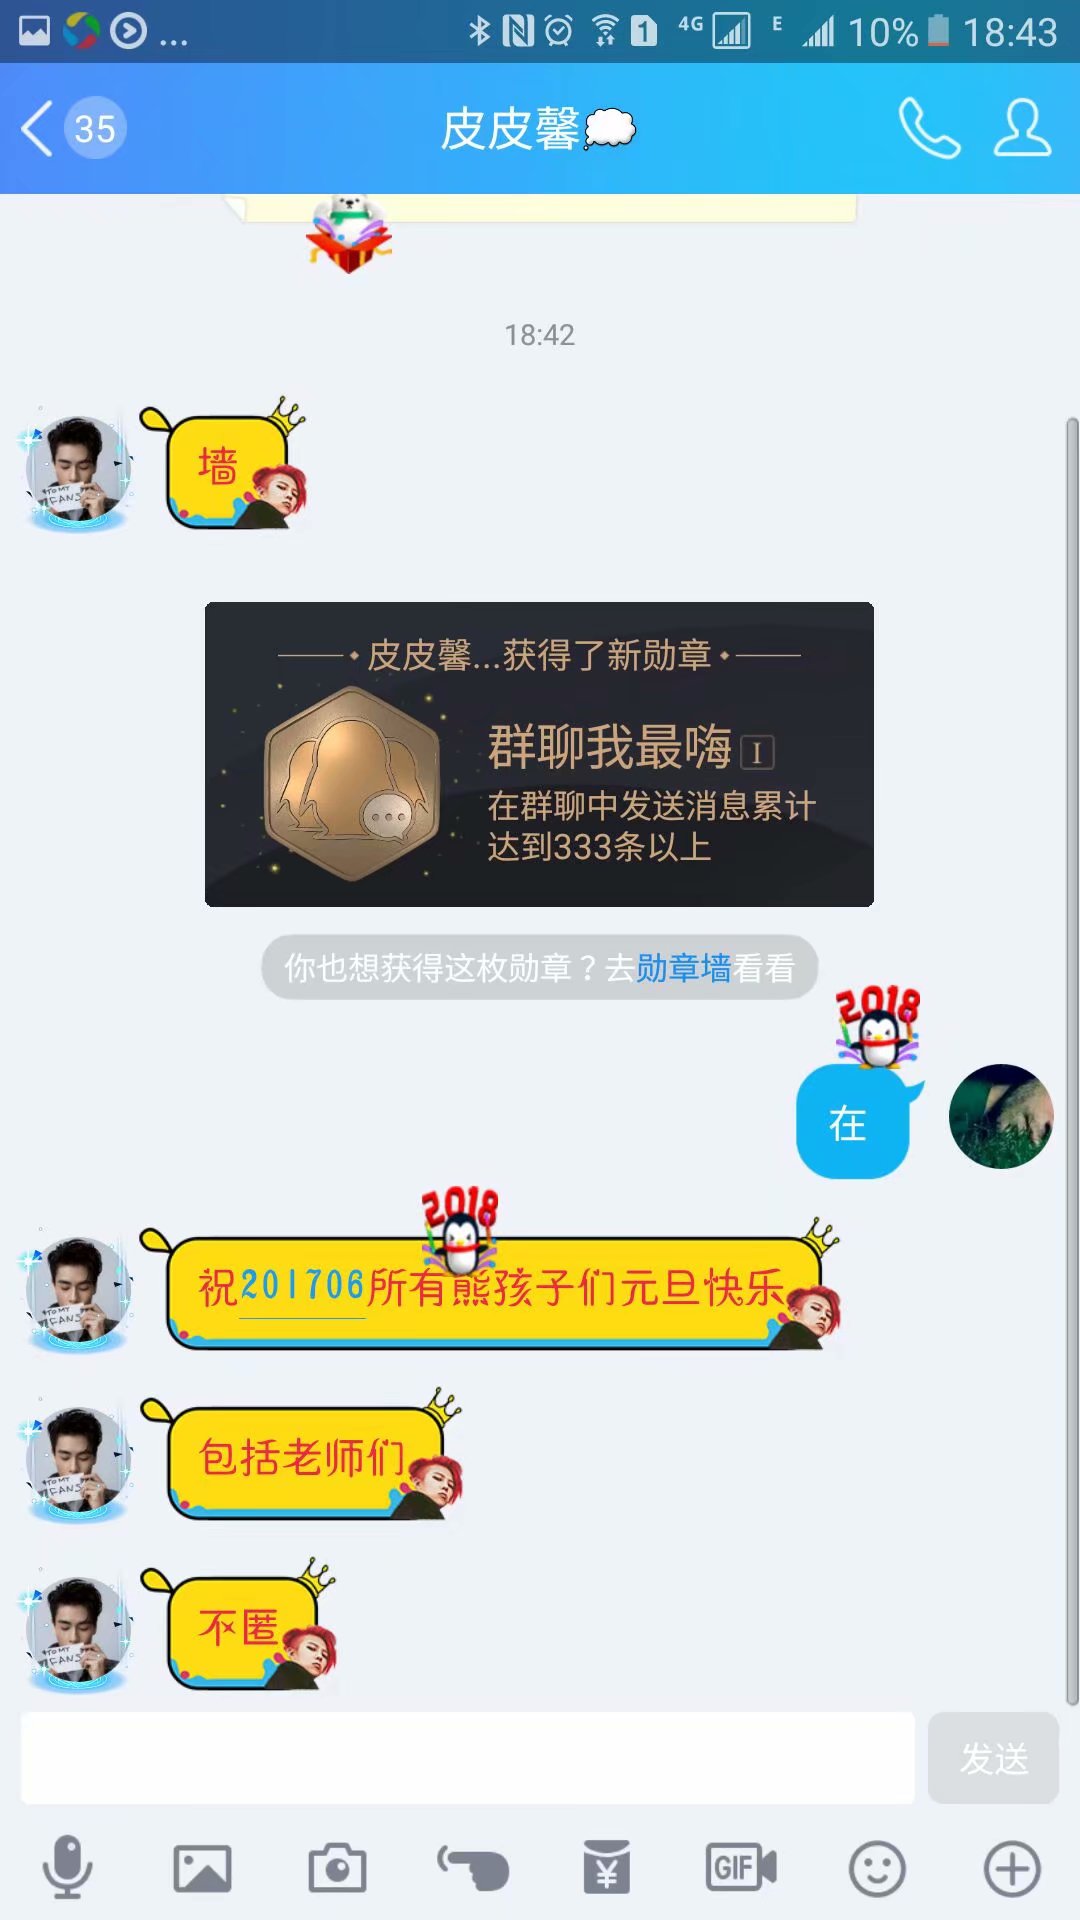 ... 1 4G E 10% 18:43
35 皮皮馨
18:42
墙
皮皮馨...获得了新勋章
群聊我最嗨 I
在群聊中发送消息累计
达到333条以上
你也想获得这枚勋章？去勋章墙看看
2018
在
2018
祝201706所有熊孩子们元旦快乐
TO MY
FANS
包括老师们
不匿
发送
GIF